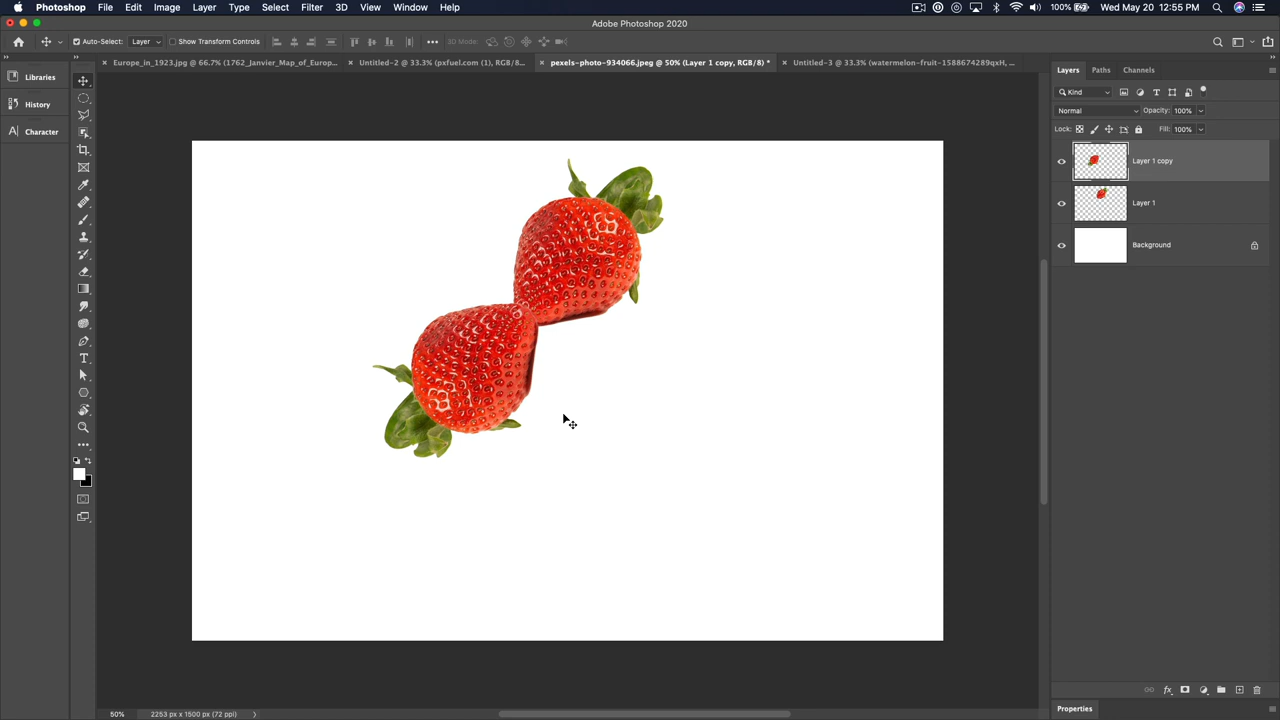 Photoshop File Edit Image Layer Type Select Filter 3D View Window Help 100% Wed May 20 12:55 PM
Adobe Photoshop 2020
Auto-Select: Layer Show Transform Controls 3D Mode:
Europe_in_1923.jpg @ 66.7% (1762_Janvier_Map_of_Europ... Untitled-2 @ 33.3% (pxfuel.com (1), RGB/8... pexels-photo-934066.jpeg @ 50% (Layer 1 copy, RGB/8) * Untitled-3 @ 33.3% (watermelon-fruit-1588674289qxH, ...
Libraries
History
Character
Layers Paths Channels
Kind
Normal Opacity: 100%
Lock: Fill: 100%
Layer 1 copy
Layer 1
Background
50% 2253 px x 1500 px (72 ppi)
Properties